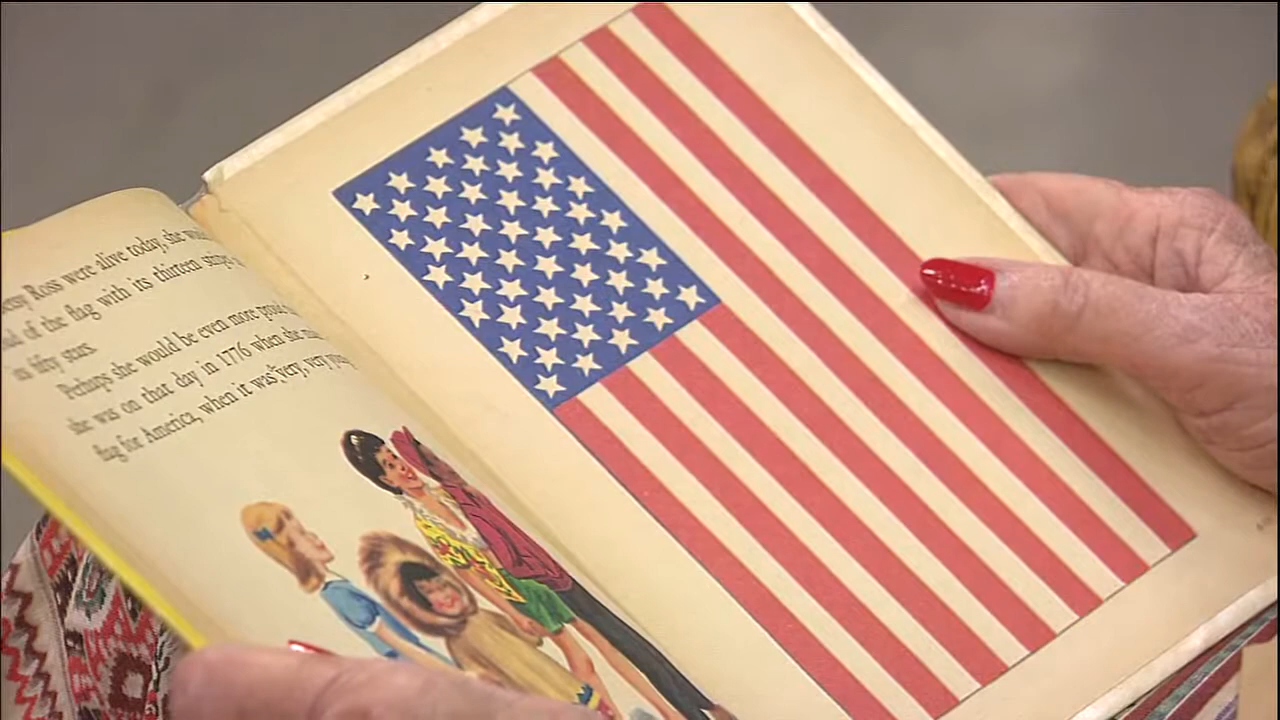 Betsy Ross were alive today, she
of the flag with its thirteen stripes
its fifty stars.
Perhaps she would be even more proud
she was on that day in 1776 when she
flag for America, when it was very, very